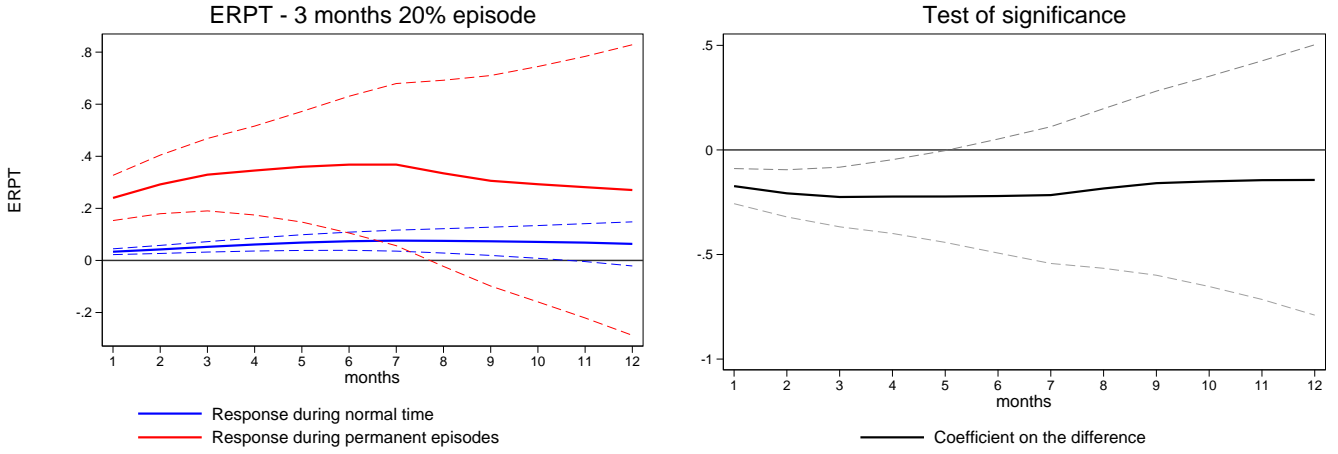 ERPT - 3 months 20% episode
ERPT
.8
.6
.4
.2
0
-.2
1 2 3 4 5 6 7 8 9 10 11 12
months
Response during normal time
Response during permanent episodes
Test of significance
.5
0
-.5
-1
1 2 3 4 5 6 7 8 9 10 11 12
months
Coefficient on the difference